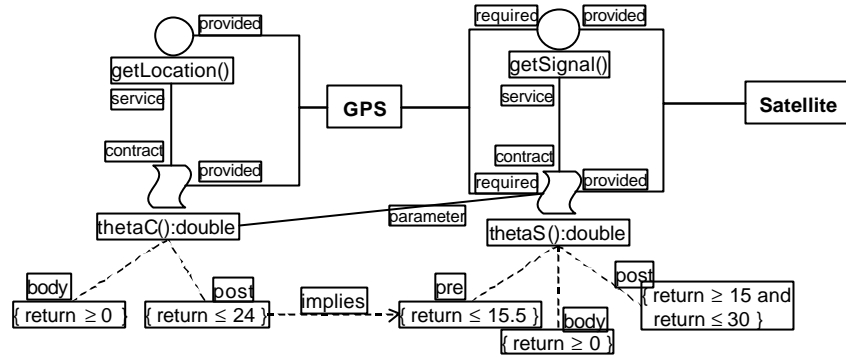 provided
required
provided
getLocation()
getSignal()
service
service
GPS
Satellite
contract
contract
provided
required
provided
parameter
thetaC():double
thetaS():double
body
post
implies
pre
post
{ return ≥ 0 }
{ return ≤ 24 }
{ return ≤ 15.5 }
body
{ return ≥ 0 }
{ return ≥ 15 and
return ≤ 30 }